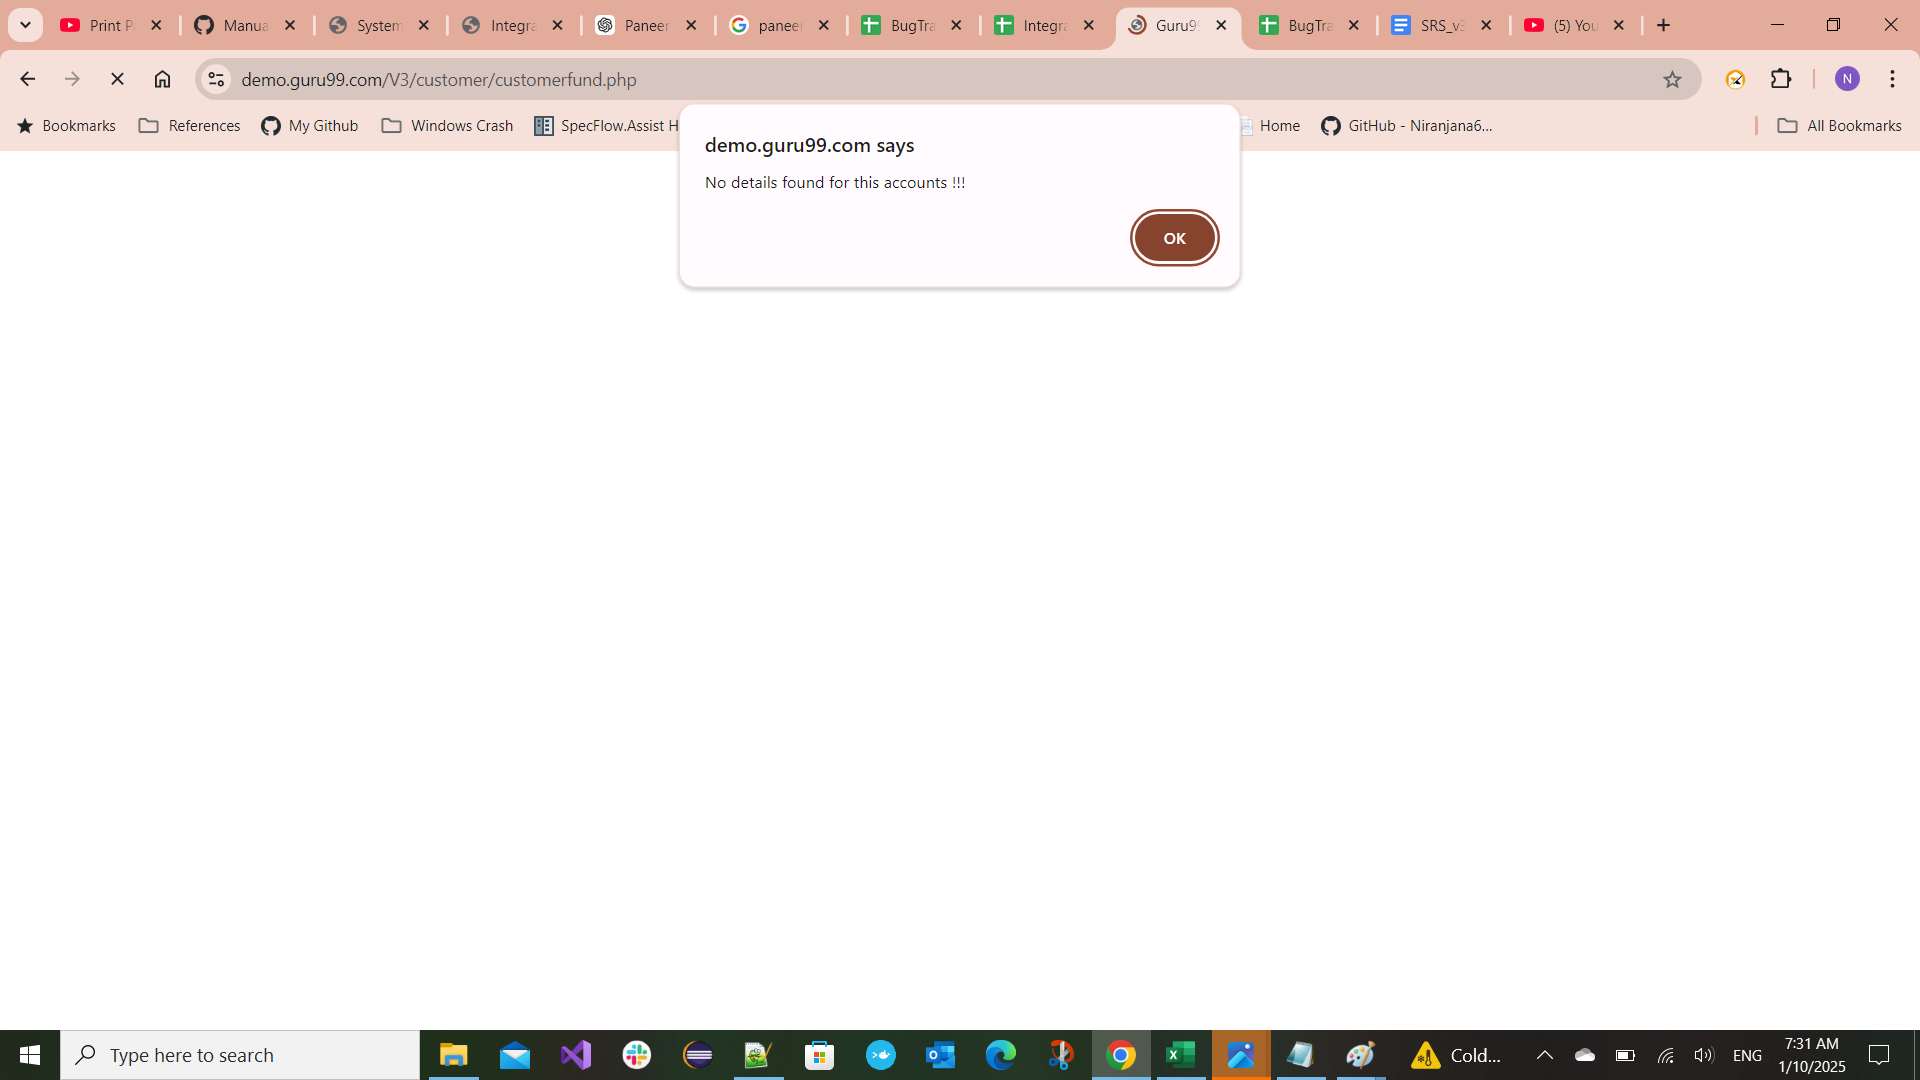 Print P
Manua
System
Integra
Paneer
paneer
BugTra
Integra
Guru99
BugTra
SRS_v3
(5) You
demo.guru99.com/V3/customer/customerfund.php
N
Bookmarks
References
My Github
Windows Crash
SpecFlow.Assist H
Home
GitHub - Niranjana6...
All Bookmarks
demo.guru99.com says
No details found for this accounts !!!
OK
Type here to search
Cold...
ENG
7:31 AM
1/10/2025